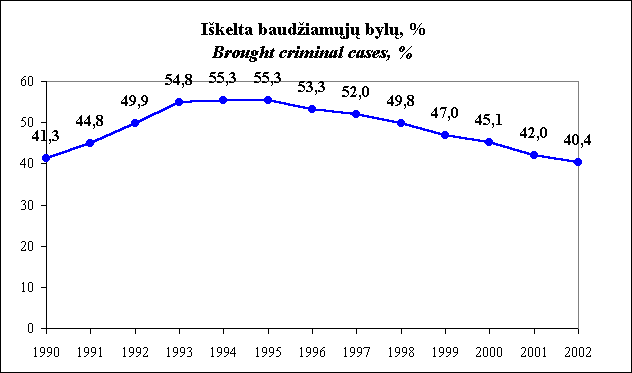 Iškelta baudžiamųjų bylų, %
Brought criminal cases, %
41,3 44,8 49,9 54,8 55,3 55,3 53,3 52,0 49,8 47,0 45,1 42,0 40,4
60
50
40
30
20
10
0
1990 1991 1992 1993 1994 1995 1996 1997 1998 1999 2000 2001 2002